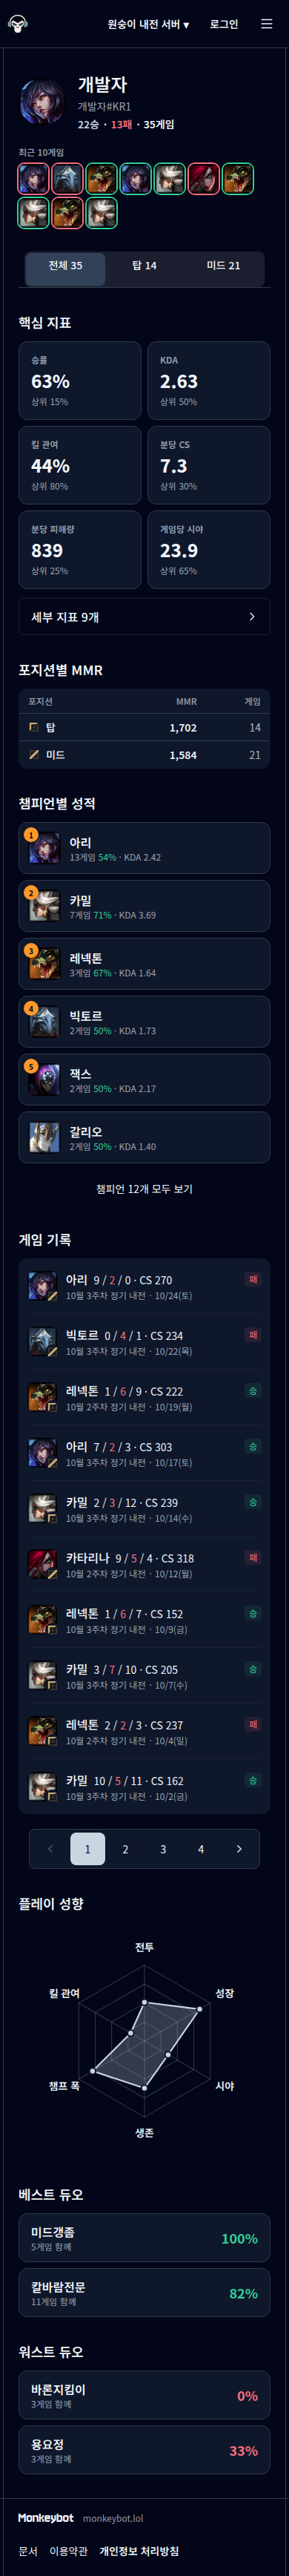 원숭이 내전 서버 ▾ 로그인
개발자
개발자#KR1
22승 · 13패 · 35게임
최근 10게임
전체 35 탑 14 미드 21
핵심 지표
승률 KDA
63% 2.63
상위 15% 상위 50%
킬 관여 분당 CS
44% 7.3
상위 80% 상위 30%
분당 피해량 게임당 시야
839 23.9
상위 25% 상위 65%
세부 지표 9개
포지션별 MMR
포지션 MMR 게임
탑 1,702 14
미드 1,584 21
챔피언별 성적
1 아리
13게임 54% · KDA 2.42
2 카밀
7게임 71% · KDA 3.69
3 레넥톤
3게임 67% · KDA 1.64
4 빅토르
2게임 50% · KDA 1.73
5 잭스
2게임 50% · KDA 2.17
갈리오
2게임 50% · KDA 1.40
챔피언 12개 모두 보기
게임 기록
아리 9 / 2 / 0 · CS 270 패
10월 3주차 정기 내전 · 10/24(토)
빅토르 0 / 4 / 1 · CS 234 패
10월 3주차 정기 내전 · 10/22(목)
레넥톤 1 / 6 / 9 · CS 222 승
10월 2주차 정기 내전 · 10/19(월)
아리 7 / 2 / 3 · CS 303 승
10월 3주차 정기 내전 · 10/17(토)
카밀 2 / 3 / 12 · CS 239 승
10월 3주차 정기 내전 · 10/14(수)
카타리나 9 / 5 / 4 · CS 318 패
10월 2주차 정기 내전 · 10/12(월)
레넥톤 1 / 6 / 7 · CS 152 승
10월 3주차 정기 내전 · 10/9(금)
카밀 3 / 7 / 10 · CS 205 승
10월 3주차 정기 내전 · 10/7(수)
레넥톤 2 / 2 / 3 · CS 237 패
10월 2주차 정기 내전 · 10/4(일)
카밀 10 / 5 / 11 · CS 162 승
10월 3주차 정기 내전 · 10/2(금)
1 2 3 4
플레이 성향
전투
킬 관여 성장
챔프 폭 시야
생존
베스트 듀오
미드갱좀 100%
5게임 함께
칼바람전문 82%
11게임 함께
워스트 듀오
바론지킴이 0%
3게임 함께
용요정 33%
3게임 함께
Monkeybot monkeybot.lol
문서 이용약관 개인정보 처리방침